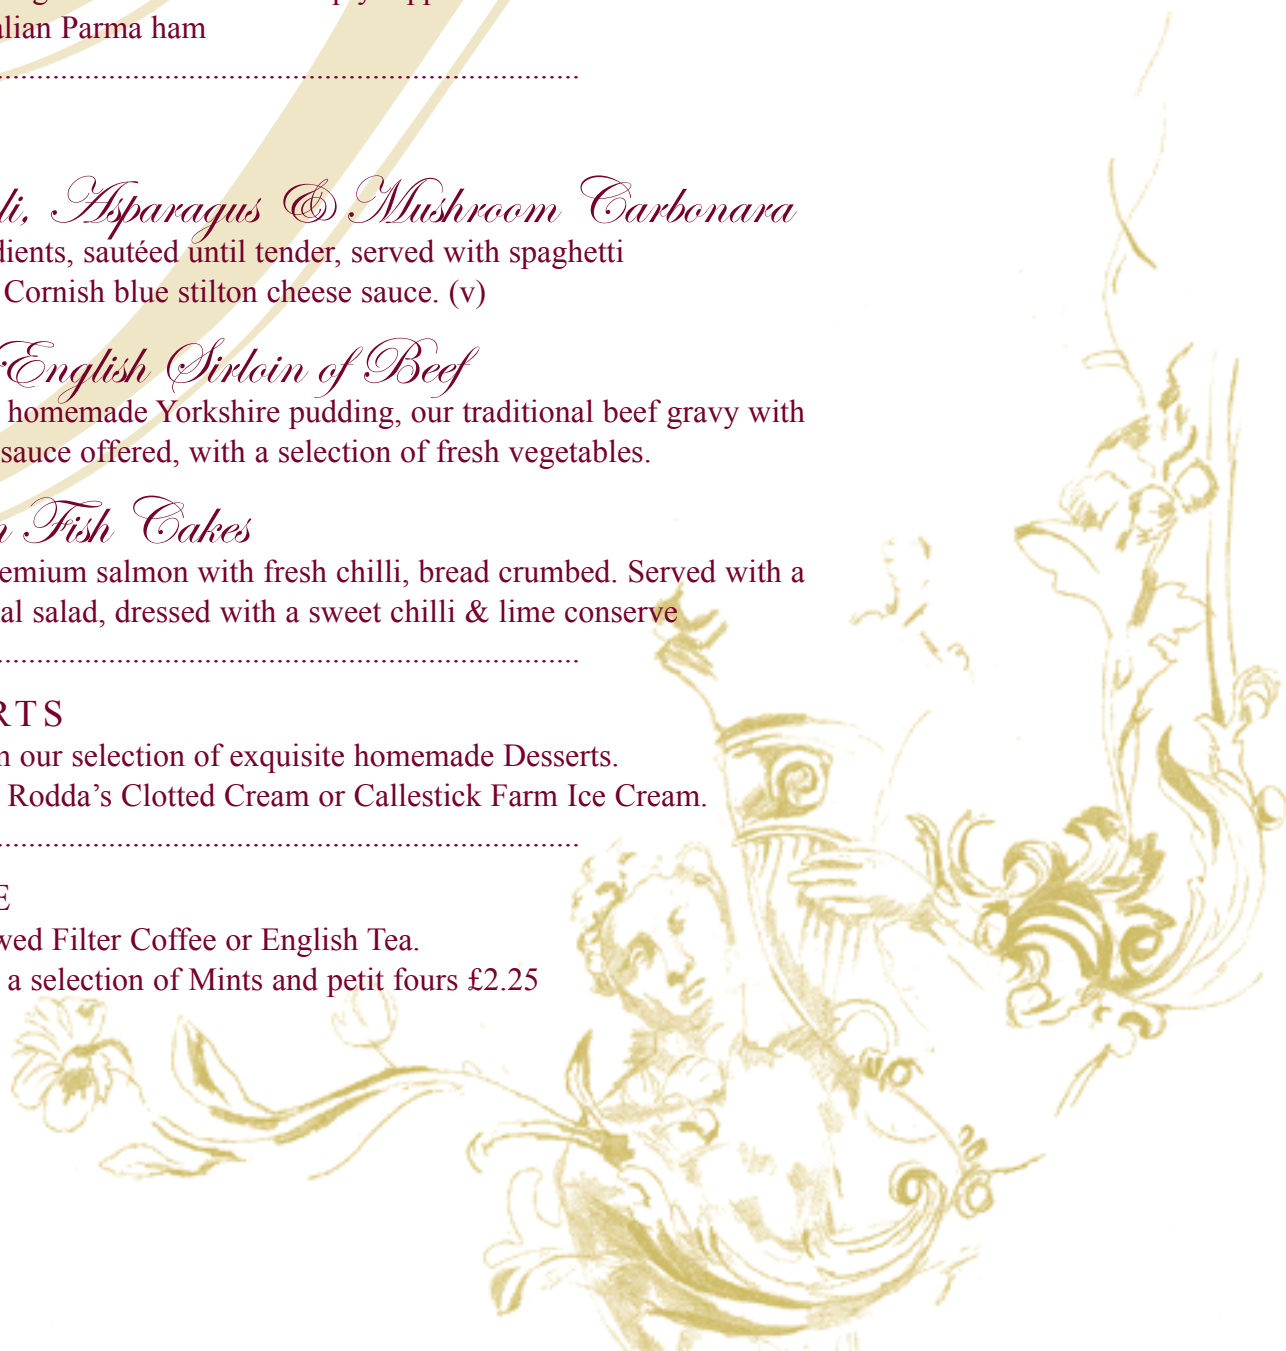 alian Parma ham
li, Asparagus & Mushroom Carbonara
dients, sautéed until tender, served with spaghetti
Cornish blue stilton cheese sauce. (v)
English Sirloin of Beef
homemade Yorkshire pudding, our traditional beef gravy with
sauce offered, with a selection of fresh vegetables.
n Fish Cakes
emium salmon with fresh chilli, bread crumbed. Served with a
al salad, dressed with a sweet chilli & lime conserve
RTS
n our selection of exquisite homemade Desserts.
Rodda’s Clotted Cream or Callestick Farm Ice Cream.
E
wed Filter Coffee or English Tea.
a selection of Mints and petit fours £2.25